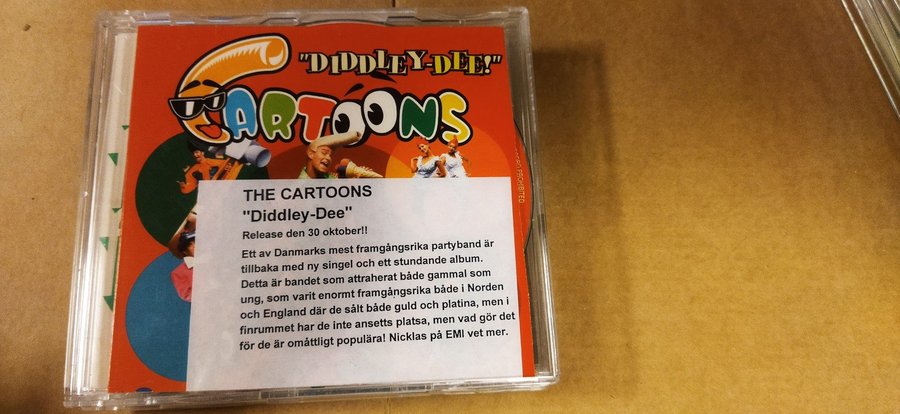 "DIDDLEY-DEE!"
CARTOONS
PROHIBITED
THE CARTOONS
"Diddley-Dee"
Release den 30 oktober!!
Ett av Danmarks mest framgångsrika partyband är
tillbaka med ny singel och ett stundande album.
Detta är bandet som attraherat både gammal som
ung, som varit enormt framgångsrika både i Norden
och England där de sålt både guld och platina, men i
finrummet har de inte ansetts platsa, men vad gör det
för de är omåttligt populära! Nicklas på EMI vet mer.